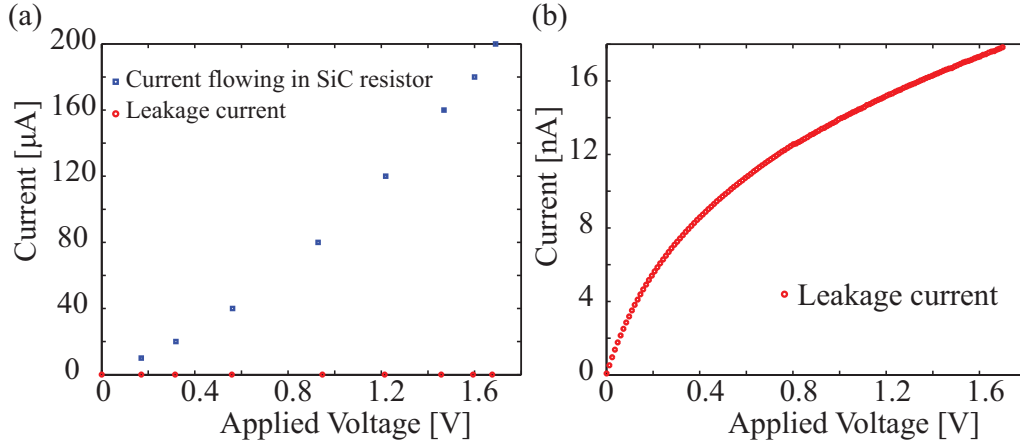 (a)
200
160
120
80
40
0
Current [µA]
Current flowing in SiC resistor
Leakage current
0
0.4
0.8
1.2
1.6
Applied Voltage [V]
(b)
16
12
8
4
0
Current [nA]
Leakage current
0
0.4
0.8
1.2
1.6
Applied Voltage [V]